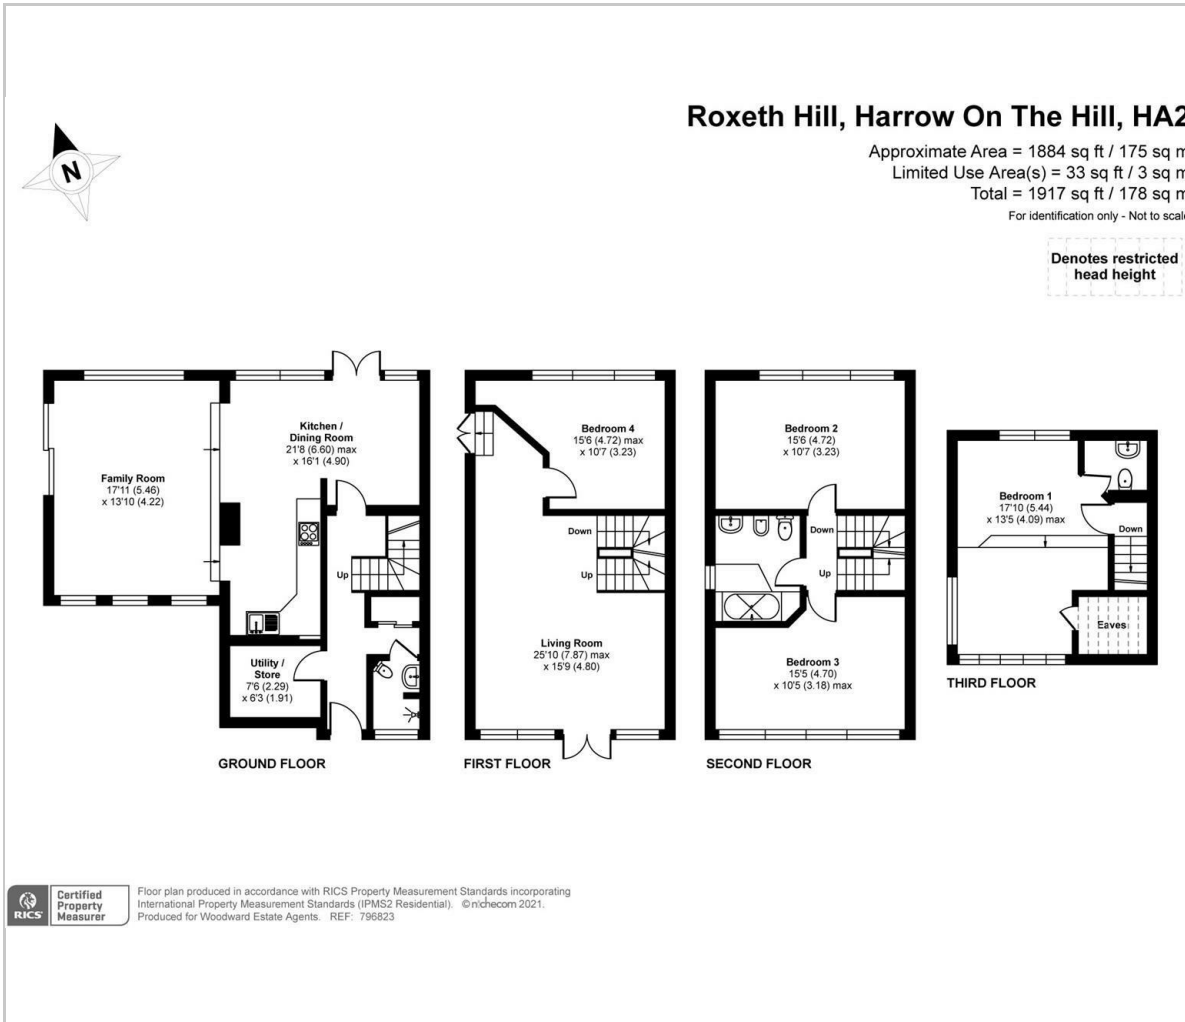 Roxeth Hill, Harrow On The Hill, HA2
Approximate Area = 1884 sq ft / 175 sq m
Limited Use Area(s) = 33 sq ft / 3 sq m
Total = 1917 sq ft / 178 sq m
For identification only - Not to scale
N
Denotes restricted
head height
Family Room
17'11 (5.46)
x 13'10 (4.22)
Kitchen /
Dining Room
21'8 (6.60) max
x 16'1 (4.90)
Up
Utility /
Store
7'6 (2.29)
x 6'3 (1.91)
GROUND FLOOR
Bedroom 4
15'6 (4.72) max
x 10'7 (3.23)
Down
Up
Living Room
25'10 (7.87) max
x 15'9 (4.80)
FIRST FLOOR
Bedroom 2
15'6 (4.72)
x 10'7 (3.23)
Down
Up
Bedroom 3
15'5 (4.70)
x 10'5 (3.18) max
SECOND FLOOR
Bedroom 1
17'10 (5.44)
x 13'5 (4.09) max
Down
Eaves
THIRD FLOOR
RICS
Certified
Property
Measurer
Floor plan produced in accordance with RICS Property Measurement Standards incorporating
International Property Measurement Standards (IPMS2 Residential). © n\checom 2021.
Produced for Woodward Estate Agents. REF: 796823